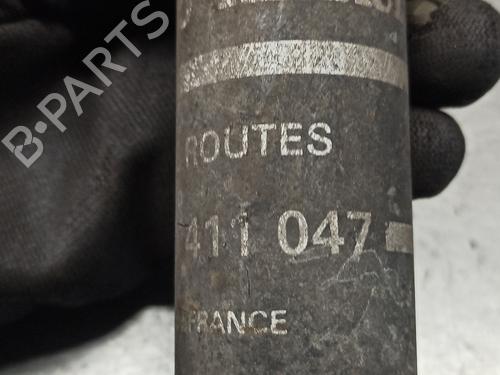 B-PARTS
ROUTES
411 047
FRANCE